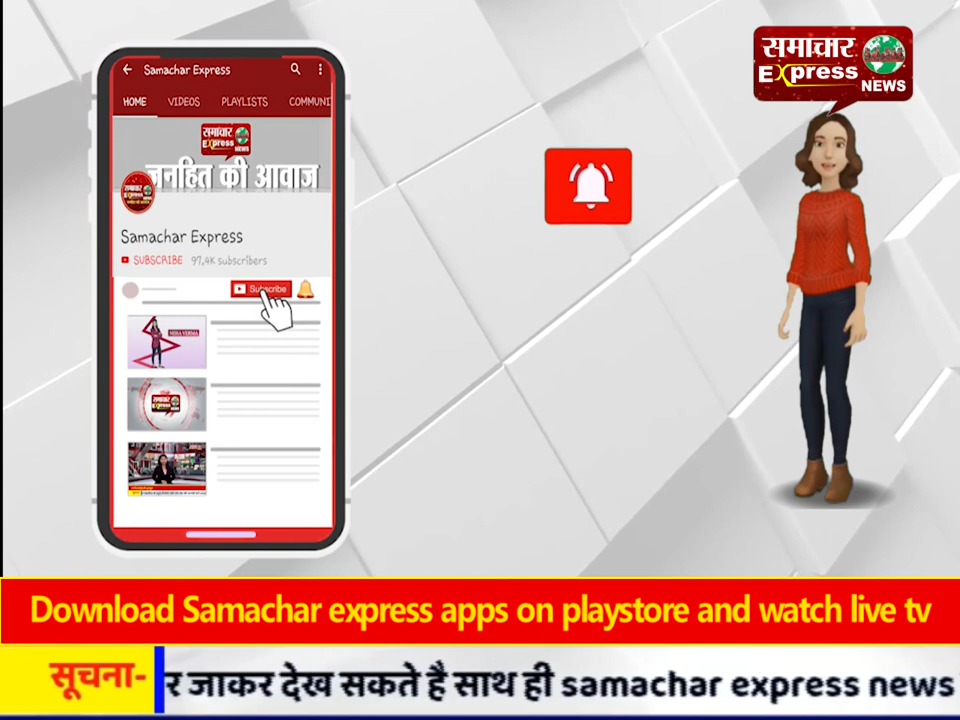 Samachar Express
HOME VIDEOS PLAYLISTS COMMUNI
समाचार
Express
NEWS
जनहित की आवाज
Samachar Express
SUBSCRIBE 97.4K subscribers
Subscribe
NEHA VERMA
समाचार
Express
NEWS
Download Samachar express apps on playstore and watch live tv
सूचना- र जाकर देख सकते है साथ ही samachar express news